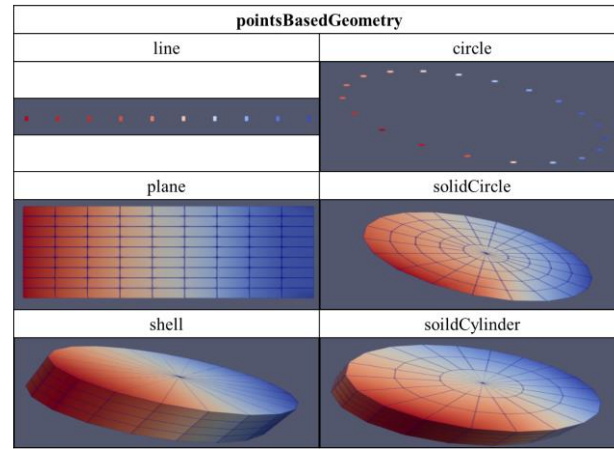 pointsBasedGeometry
line circle
plane solidCircle
shell soildCylinder